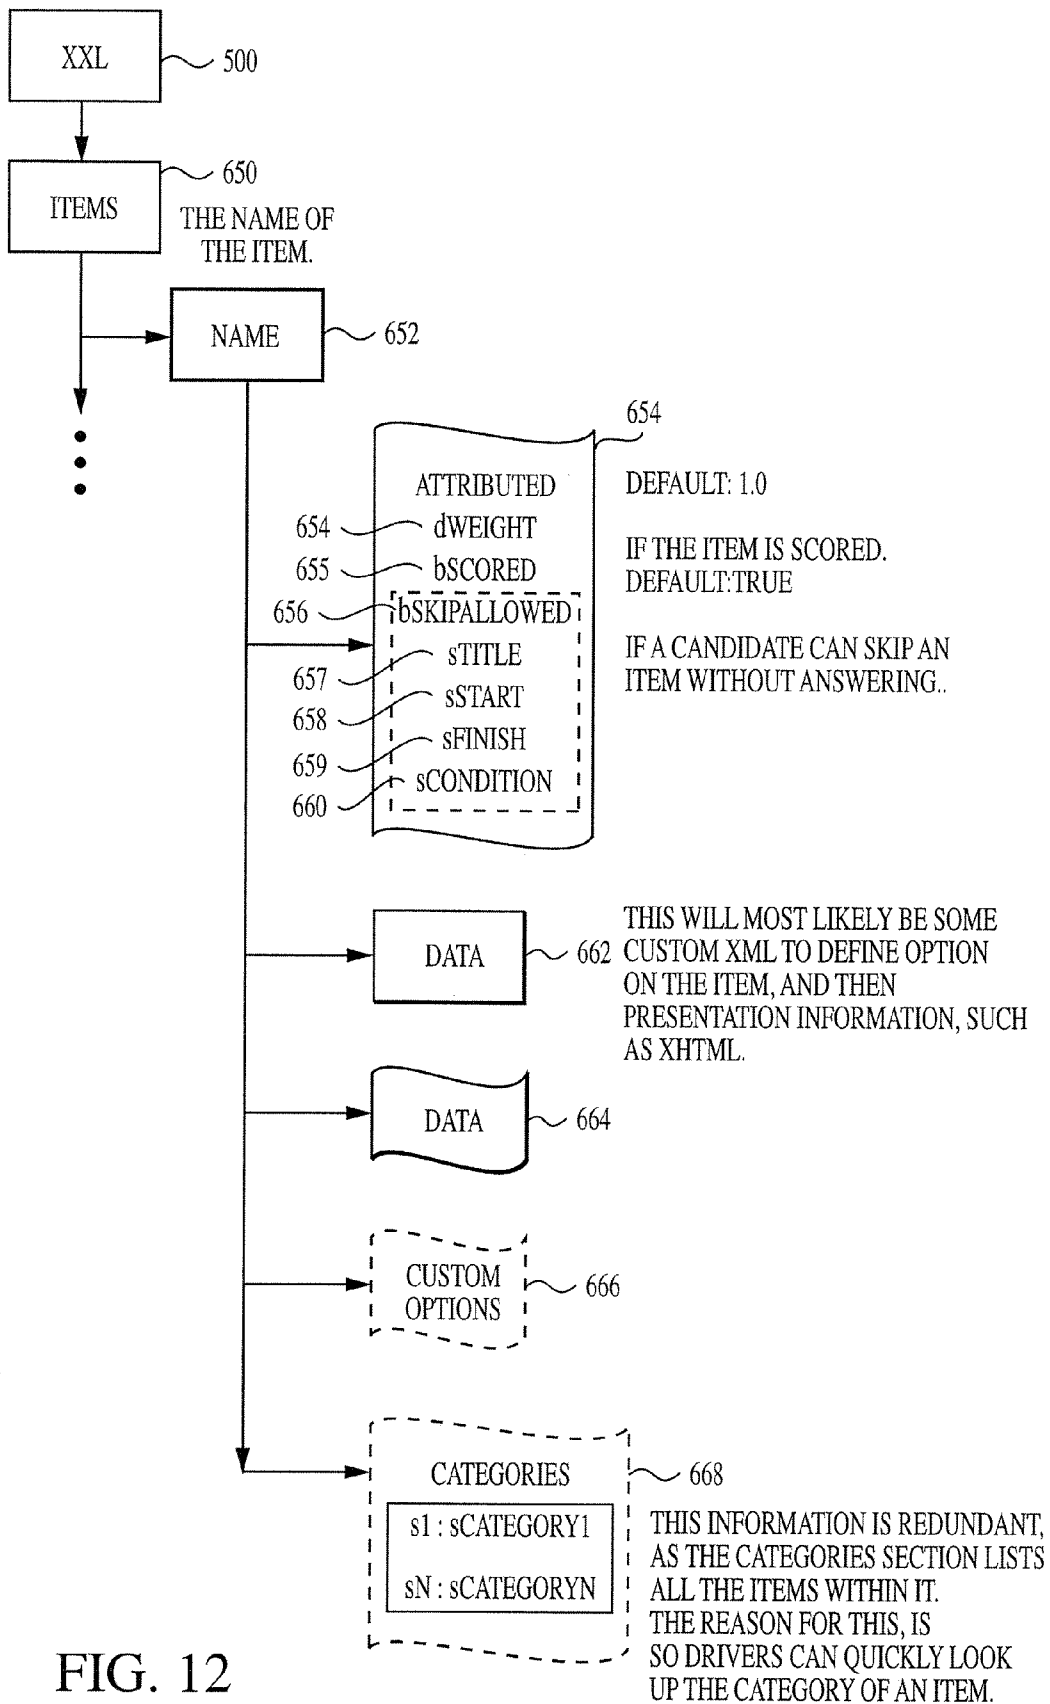 XXL
500
650
ITEMS
THE NAME OF
THE ITEM.
NAME
652
654
ATTRIBUTED
DEFAULT: 1.0
654
dWEIGHT
IF THE ITEM IS SCORED.
655
bSCORED
DEFAULT:TRUE
656
bSKIPALLOWED
IF A CANDIDATE CAN SKIP AN
ITEM WITHOUT ANSWERING..
657
sTITLE
658
sSTART
659
sFINISH
660
sCONDITION
DATA
662
THIS WILL MOST LIKELY BE SOME
CUSTOM XML TO DEFINE OPTION
ON THE ITEM, AND THEN
PRESENTATION INFORMATION, SUCH
AS XHTML.
DATA
664
CUSTOM
OPTIONS
666
CATEGORIES
668
s1 : sCATEGORY1
sN : sCATEGORYN
THIS INFORMATION IS REDUNDANT,
AS THE CATEGORIES SECTION LISTS
ALL THE ITEMS WITHIN IT.
THE REASON FOR THIS, IS
SO DRIVERS CAN QUICKLY LOOK
UP THE CATEGORY OF AN ITEM.
FIG. 12